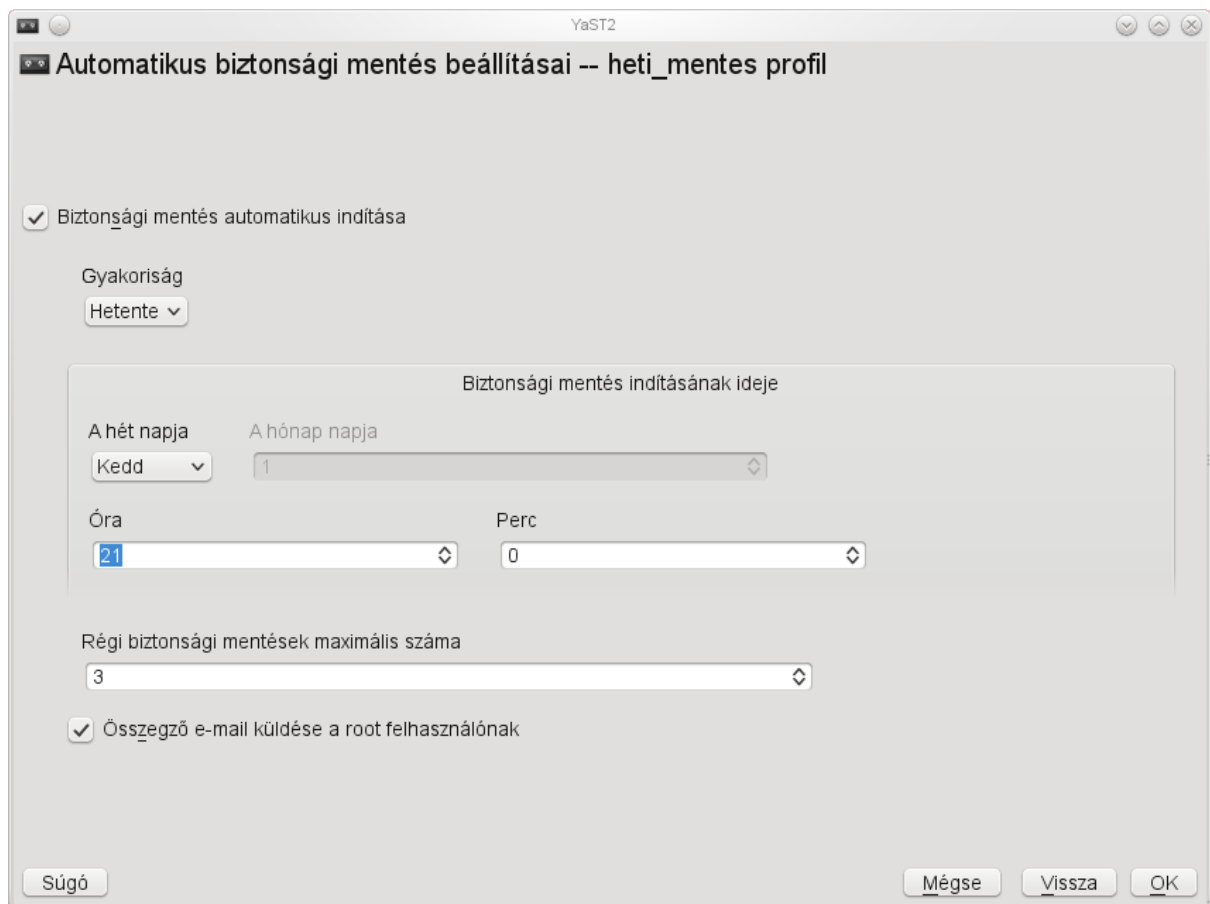 YaST2
Automatikus biztonsági mentés beállításai -- heti_mentes profil
Biztonsági mentés automatikus indítása
Gyakoriság
Hetente
Biztonsági mentés indításának ideje
A hét napja A hónap napja
Kedd 1
Óra Perc
21 0
Régi biztonsági mentések maximális száma
3
Összegző e-mail küldése a root felhasználónak
Súgó Mégse Vissza OK